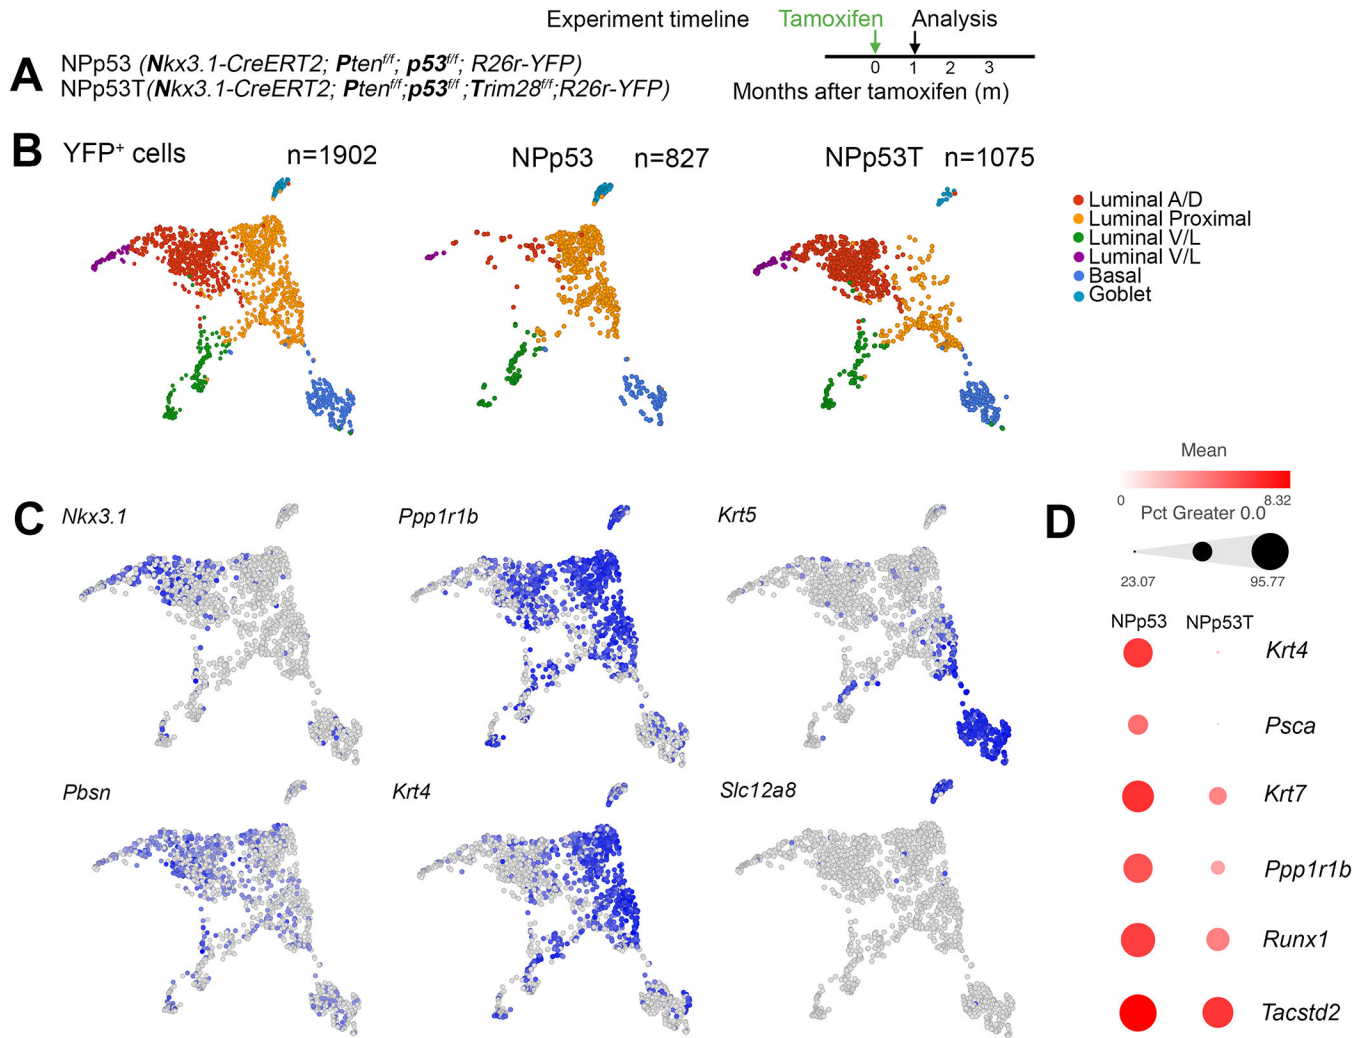 Experiment timeline Tamoxifen Analysis
A
NPp53 (Nkx3.1-CreERT2; Ptenf/f; p53f/f; R26r-YFP)
NPp53T(Nkx3.1-CreERT2; Ptenf/f;p53f/f ;Trim28f/f;R26r-YFP)
0 1 2 3
Months after tamoxifen (m)
B
YFP+ cells n=1902
NPp53 n=827
NPp53T n=1075
Luminal A/D
Luminal Proximal
Luminal V/L
Luminal V/L
Basal
Goblet
C
Nkx3.1
Ppp1r1b
Krt5
Pbsn
Krt4
Slc12a8
D
Mean
0 8.32
Pct Greater 0.0
23.07 95.77
NPp53 NPp53T
Krt4
Psca
Krt7
Ppp1r1b
Runx1
Tacstd2